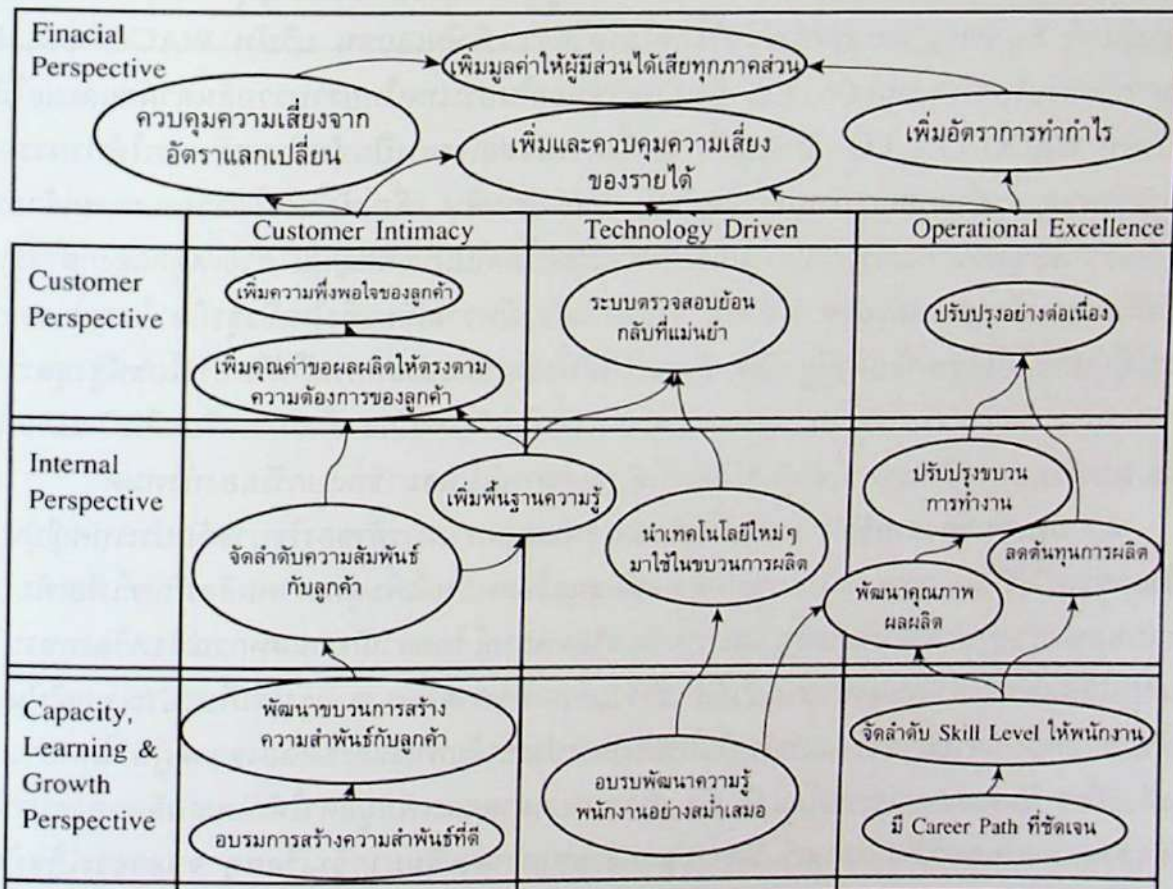 Finacial
Perspective
เพิ่มมูลค่าให้ผู้มีส่วนได้เสียทุกภาคส่วน
ควบคุมความเสี่ยงจาก
อัตราแลกเปลี่ยน
เพิ่มและควบคุมความเสี่ยง
ของรายได้
เพิ่มอัตราการทำกำไร
Customer Intimacy
Technology Driven
Operational Excellence
Customer
Perspective
เพิ่มความพึงพอใจของลูกค้า
เพิ่มคุณค่าขอผลผลิตให้ตรงตาม
ความต้องการของลูกค้า
ระบบตรวจสอบย้อน
กลับที่แม่นยำ
ปรับปรุงอย่างต่อเนื่อง
Internal
Perspective
เพิ่มพื้นฐานความรู้
จัดลำดับความสัมพันธ์
กับลูกค้า
นำเทคโนโลยีใหม่ๆ
มาใช้ในขบวนการผลิต
ปรับปรุงขบวน
การทำงาน
ลดต้นทุนการผลิต
พัฒนาคุณภาพ
ผลผลิต
Capacity,
Learning &
Growth
Perspective
พัฒนาขบวนการสร้าง
ความสำพันธ์กับลูกค้า
อบรมการสร้างความสำพันธ์ที่ดี
อบรบพัฒนาความรู้
พนักงานอย่างสม่ำเสมอ
จัดลำดับ Skill Level ให้พนักงาน
มี Career Path ที่ชัดเจน